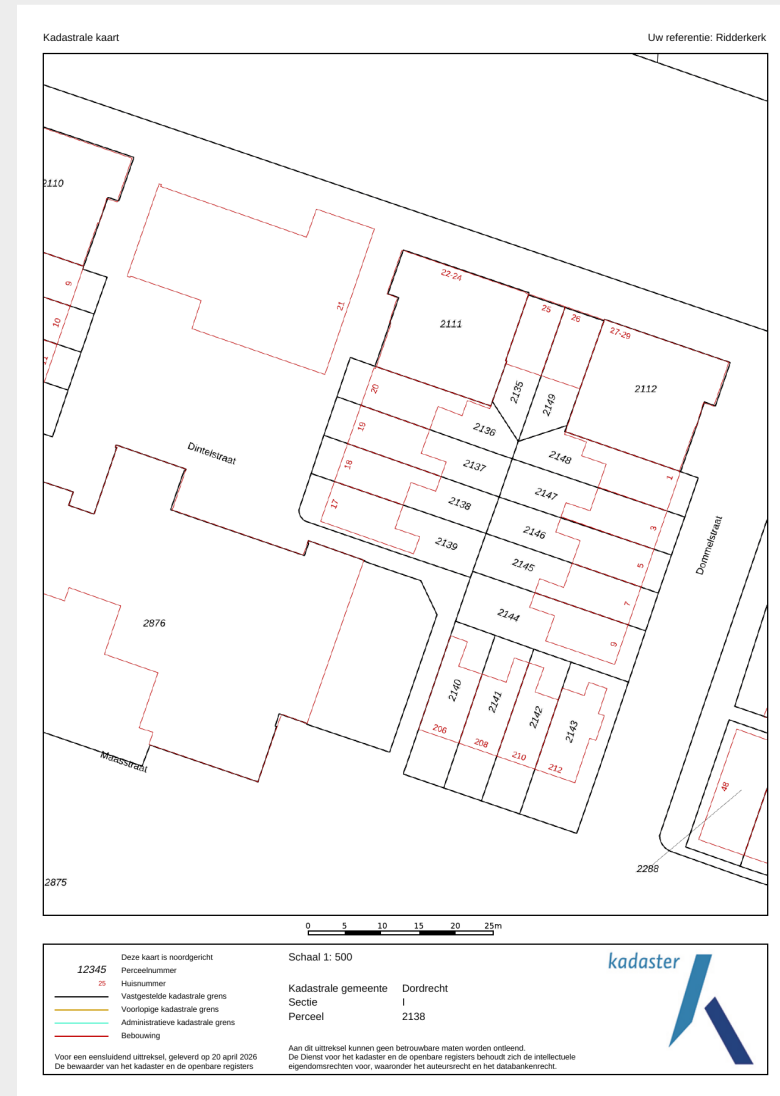 Kadastrale kaart
Uw referentie: Ridderkerk
2110
9
10
11
21
22-24
25
26
27-29
2111
2112
2135
2149
20
19
18
17
2136
2137
2138
2139
2148
2147
2146
2145
2144
1
3
5
7
9
Dintelstraat
Dommelstraat
2876
2140
2141
2142
2143
206
208
210
212
Maasstraat
48
2288
2875
0 5 10 15 20 25m
Deze kaart is noordgericht
12345 Perceelnummer
25 Huisnummer
Vastgestelde kadastrale grens
Voorlopige kadastrale grens
Administratieve kadastrale grens
Bebouwing
Voor een eensluidend uittreksel, geleverd op 20 april 2026
De bewaarder van het kadaster en de openbare registers
Schaal 1: 500
Kadastrale gemeente Dordrecht
Sectie I
Perceel 2138
Aan dit uittreksel kunnen geen betrouwbare maten worden ontleend.
De Dienst voor het kadaster en de openbare registers behoudt zich de intellectuele
eigendomsrechten voor, waaronder het auteursrecht en het databankenrecht.
kadaster